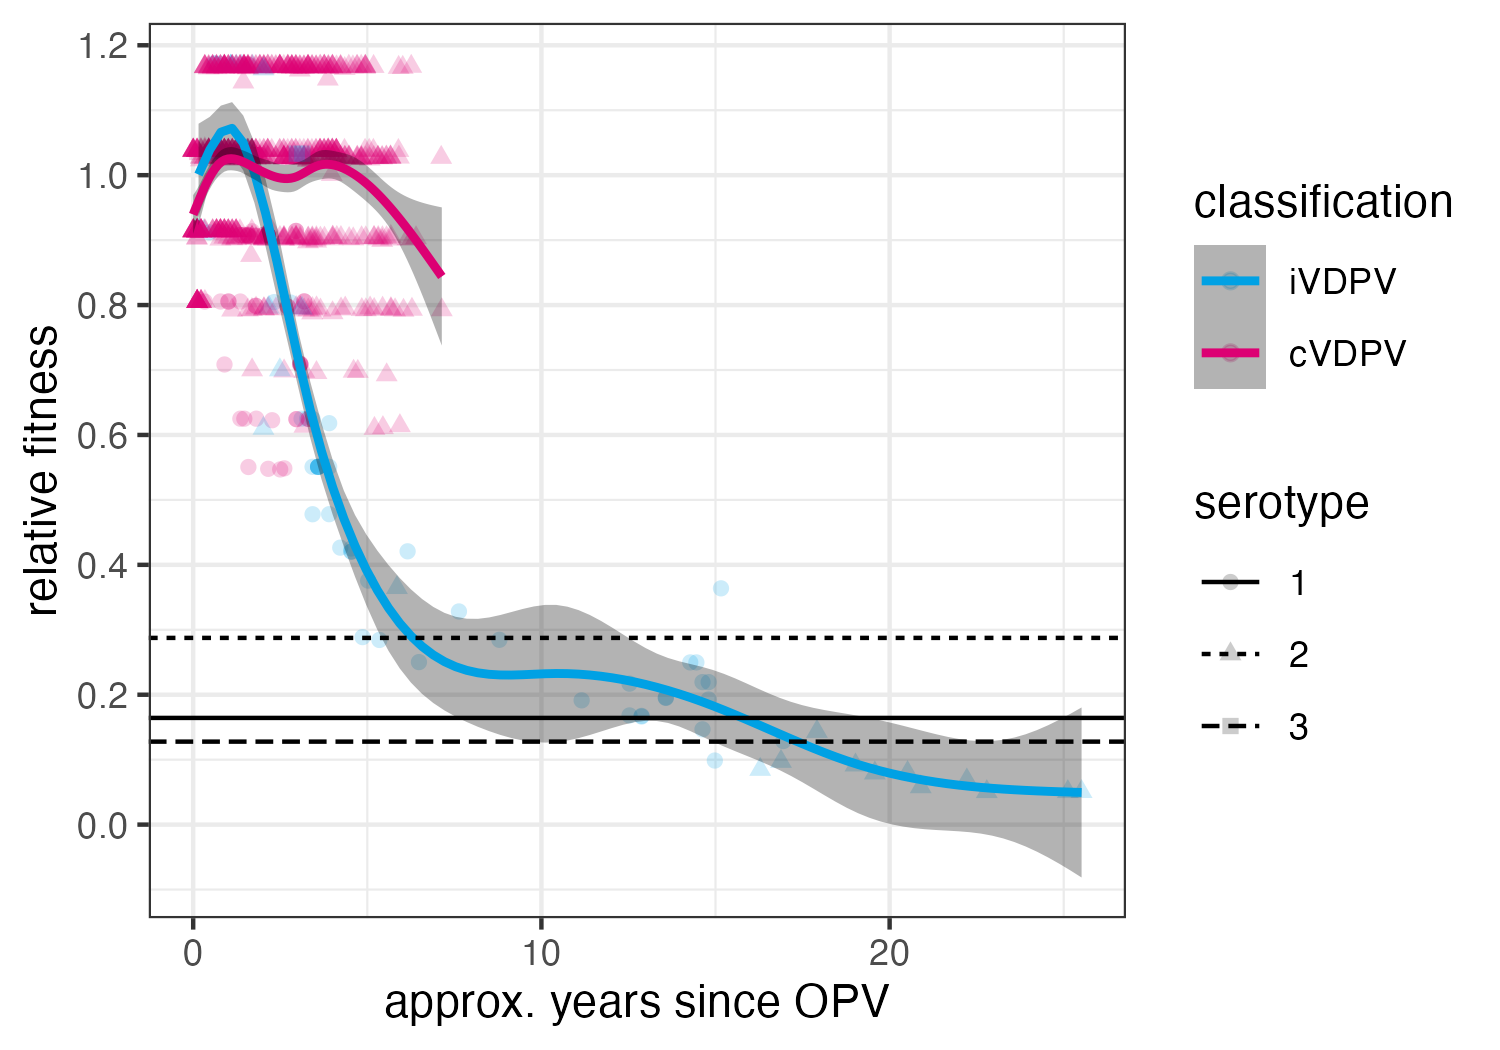 relative fitness
1.2
1.0
0.8
0.6
0.4
0.2
0.0
0
10
20
approx. years since OPV
classification
iVDPV
cVDPV
serotype
1
2
3